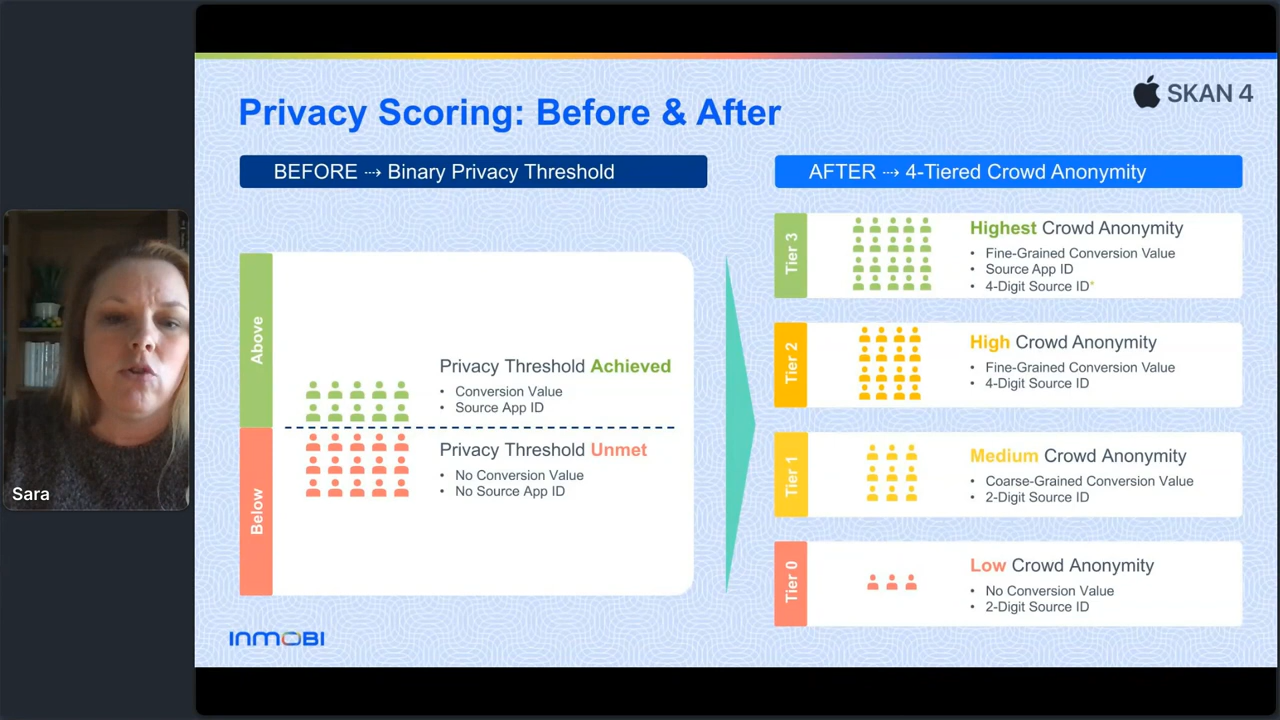 SKAN 4
Privacy Scoring: Before & After
BEFORE ⇢ Binary Privacy Threshold
Above
Privacy Threshold Achieved
• Conversion Value
• Source App ID
Below
Privacy Threshold Unmet
• No Conversion Value
• No Source App ID
AFTER ⇢ 4-Tiered Crowd Anonymity
Tier 3
Highest Crowd Anonymity
• Fine-Grained Conversion Value
• Source App ID
• 4-Digit Source ID*
Tier 2
High Crowd Anonymity
• Fine-Grained Conversion Value
• 4-Digit Source ID
Tier 1
Medium Crowd Anonymity
• Coarse-Grained Conversion Value
• 2-Digit Source ID
Tier 0
Low Crowd Anonymity
• No Conversion Value
• 2-Digit Source ID
INMOBI
Sara